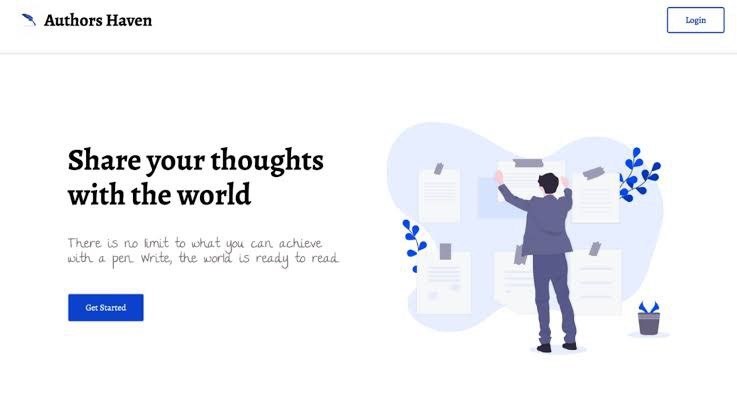 Authors Haven
Login
Share your thoughts
with the world
There is no limit to what you can achieve
with a pen. Write, the world is ready to read.
Get Started